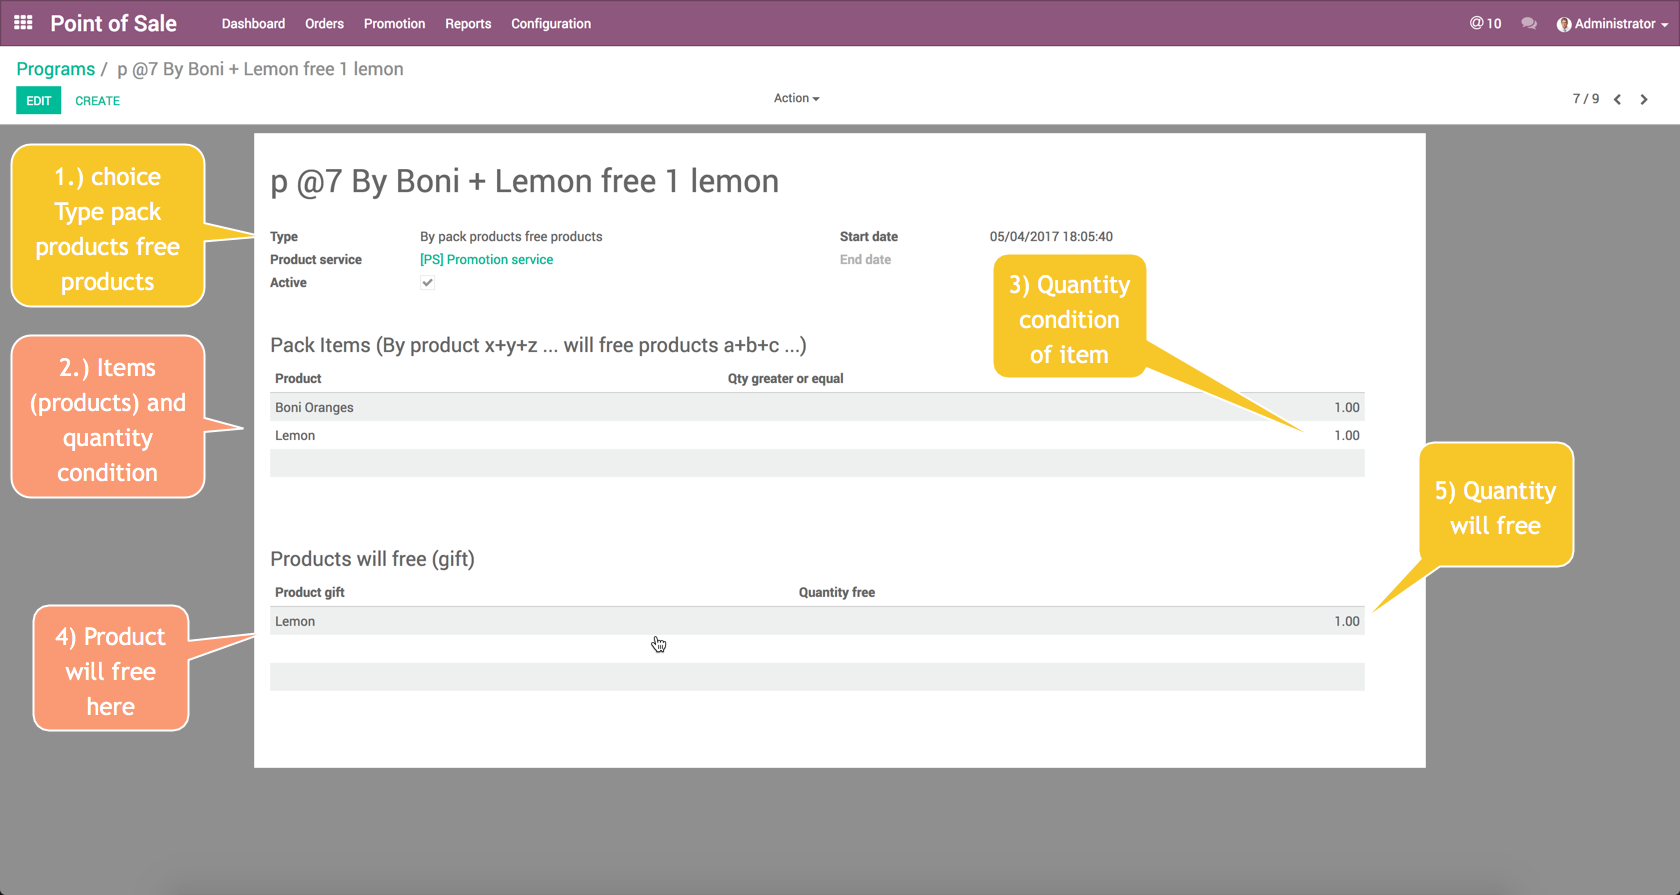 Point of Sale Dashboard Orders Promotion Reports Configuration @ 10 Administrator
Programs / p @7 By Boni + Lemon free 1 lemon
EDIT CREATE Action 7 / 9
p @7 By Boni + Lemon free 1 lemon
Type By pack products free products Start date 05/04/2017 18:05:40
Product service [PS] Promotion service End date
Active
Pack Items (By product x+y+z ... will free products a+b+c ...)
Product Qty greater or equal
Boni Oranges 1.00
Lemon 1.00
Products will free (gift)
Product gift Quantity free
Lemon 1.00
1.) choice
Type pack
products free
products
2.) Items
(products) and
quantity
condition
3) Quantity
condition
of item
4) Product
will free
here
5) Quantity
will free